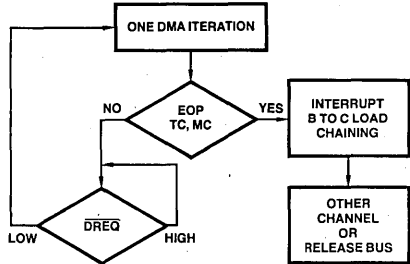 ONE DMA ITERATION
NO
EOP
TC, MC
YES
INTERRUPT
B TO C LOAD
CHAINING
LOW
DREQ
HIGH
OTHER
CHANNEL
OR
RELEASE BUS